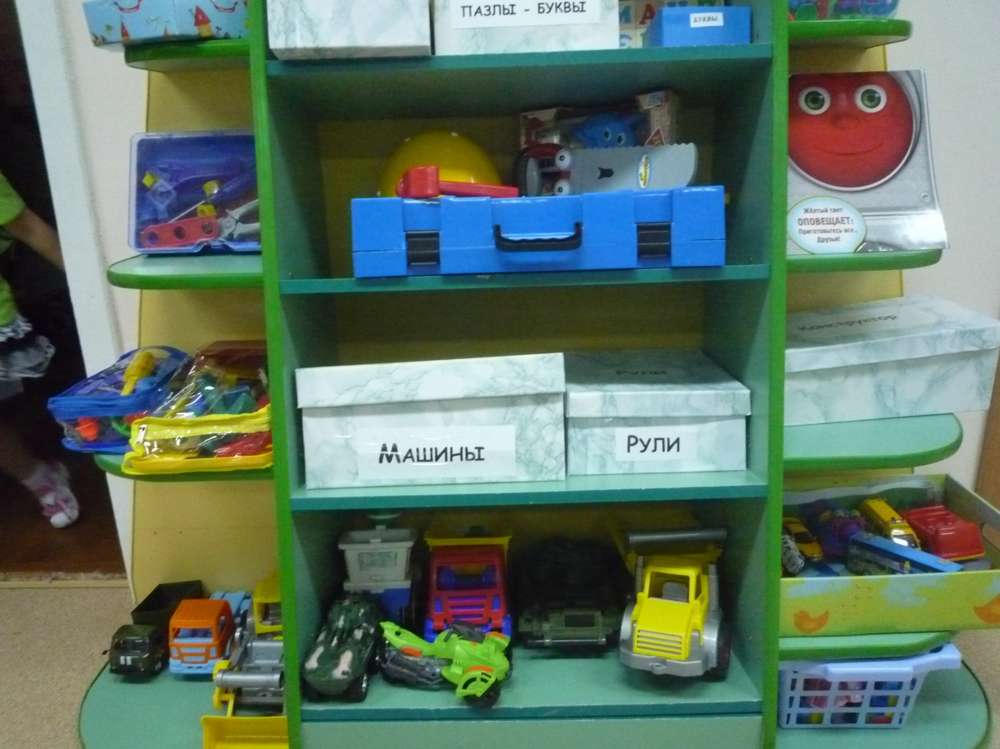 ПАЗЛЫ - БУКВЫ
БУКВЫ.
Жёлтый свет
ОПОВЕЩАЕТ:
Приготовьтесь все,
Друзья!
Конструктор
РУЛИ
МАШИНЫ
РУЛИ